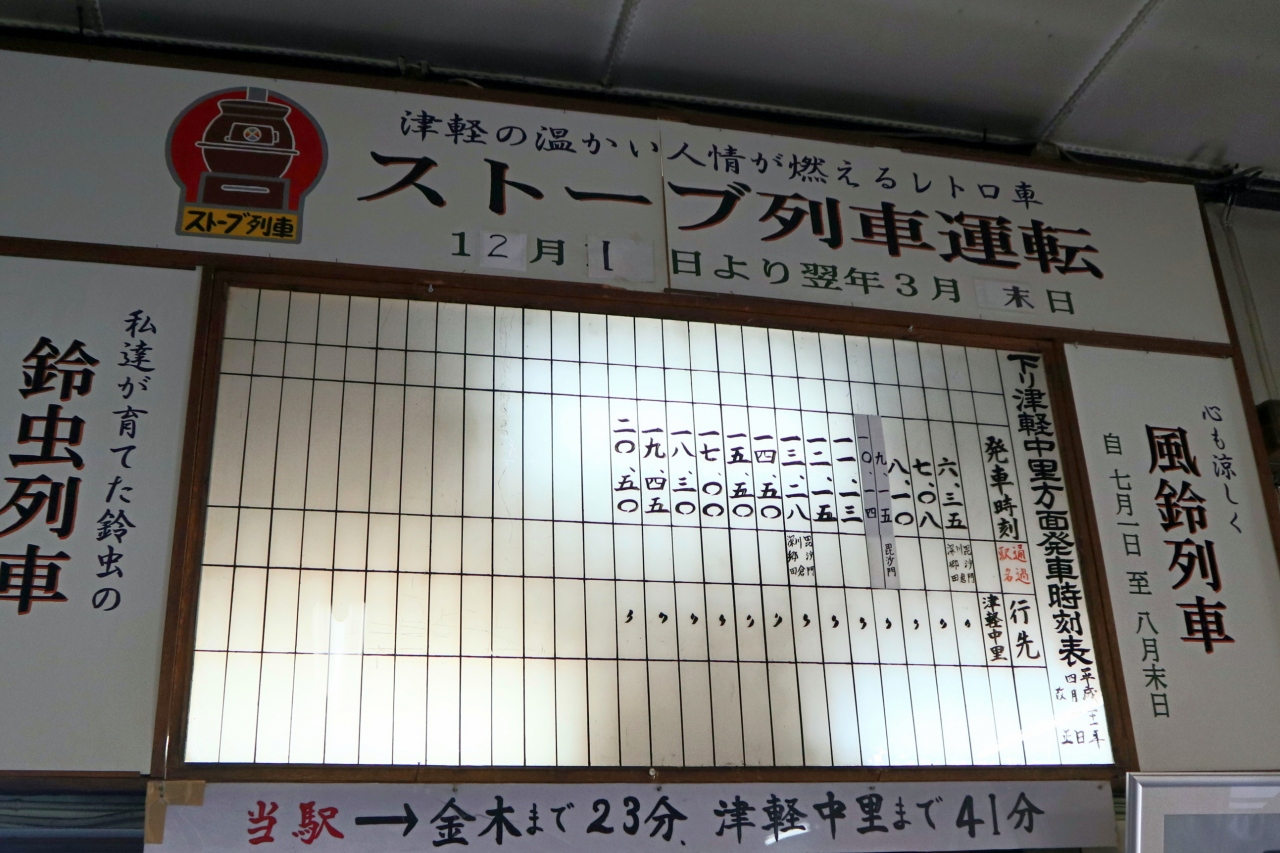 津軽の温かい人情が燃えるレトロ車
ストーブ列車運転
12月1日より翌年3月末日
ストーブ列車
心も涼しく
風鈴列車
自 七月一日 至 八月末日
下り津軽中里方面発車時刻表
発車時刻
通過
駅名
行先
津軽中里
六.三五
毘沙門
七.〇八
八.一〇
九.一五
毘沙門
一〇.一四
一一.一三
一二.一五
一三.二八
毘沙門
一四.五〇
一五.五〇
一七.〇〇
一八.三〇
一九.四五
二〇.五〇
私達が育てた鈴虫の
鈴虫列車
当駅→金木まで23分、津軽中里まで41分